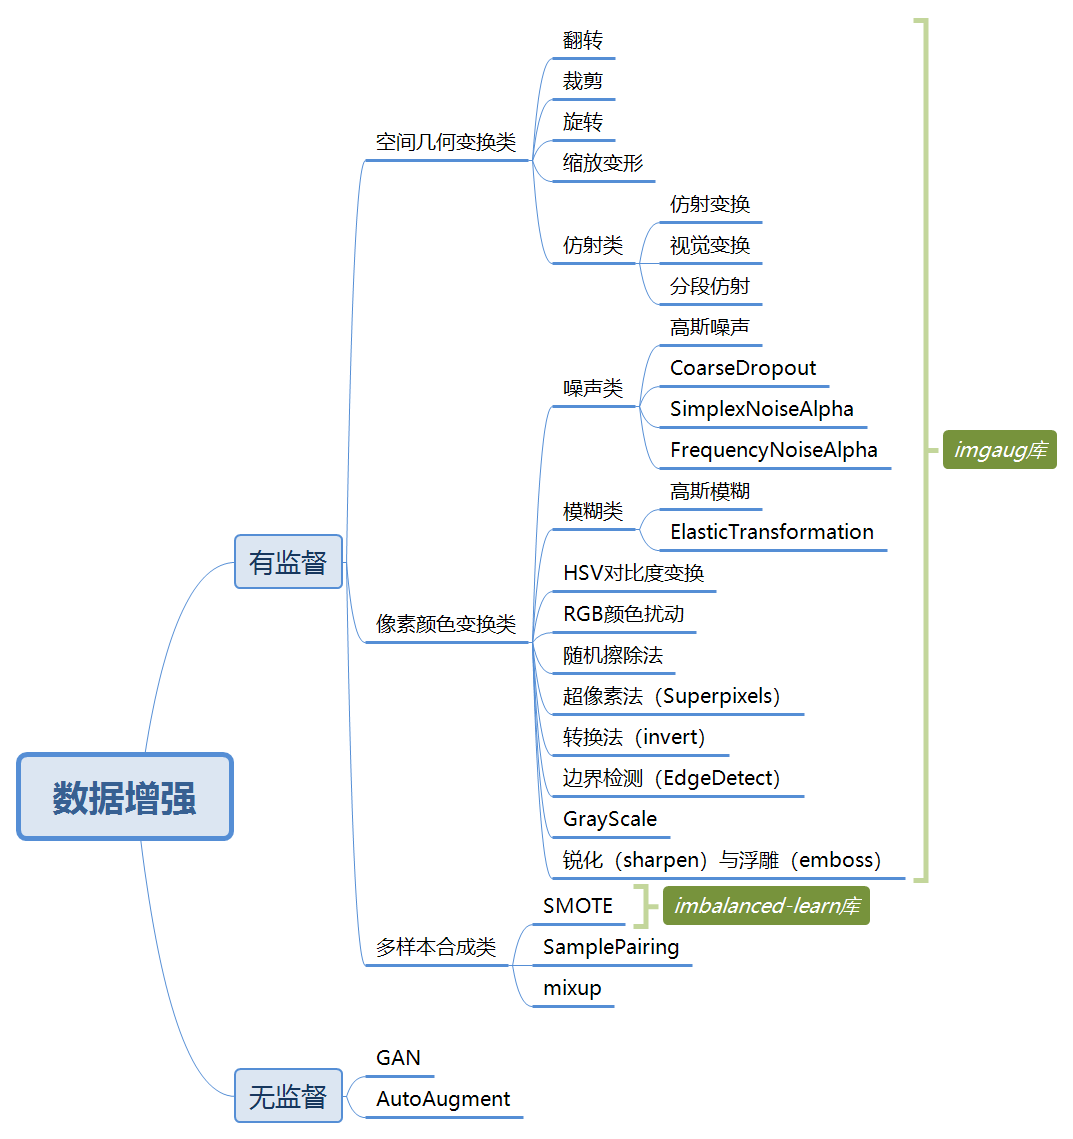 数据增强
有监督
空间几何变换类
翻转
裁剪
旋转
缩放变形
仿射类
仿射变换
视觉变换
分段仿射
像素颜色变换类
噪声类
高斯噪声
CoarseDropout
SimplexNoiseAlpha
FrequencyNoiseAlpha
模糊类
高斯模糊
ElasticTransformation
HSV对比度变换
RGB颜色扰动
随机擦除法
超像素法（Superpixels）
转换法（invert）
边界检测（EdgeDetect）
GrayScale
锐化（sharpen）与浮雕（emboss）
imgaug库
多样本合成类
SMOTE
imbalanced-learn库
SamplePairing
mixup
无监督
GAN
AutoAugment